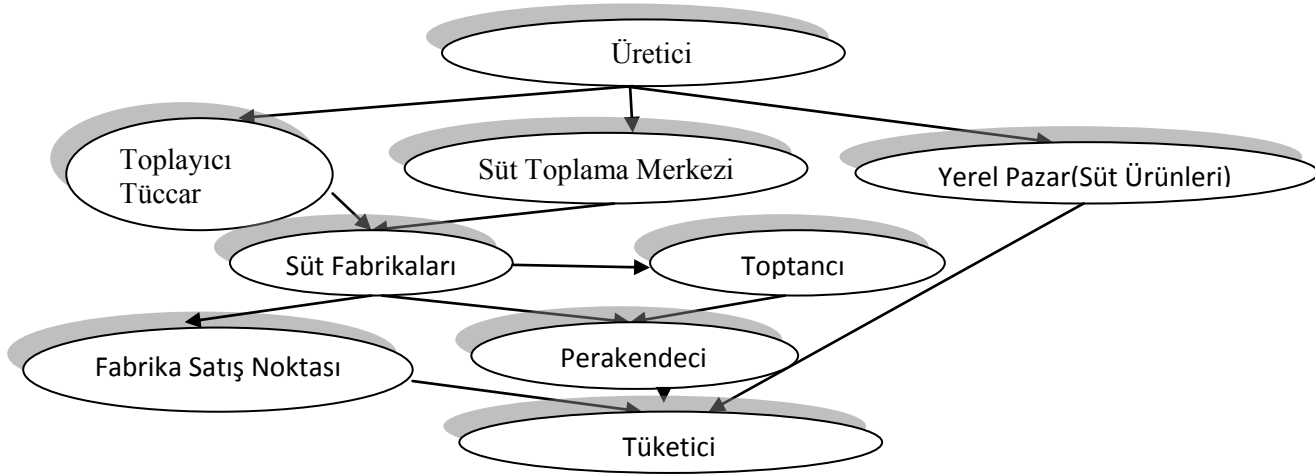 Üretici
Toplayıcı
Tüccar
Süt Toplama Merkezi
Yerel Pazar(Süt Ürünleri)
Süt Fabrikaları
Toptancı
Fabrika Satış Noktası
Perakendeci
Tüketici